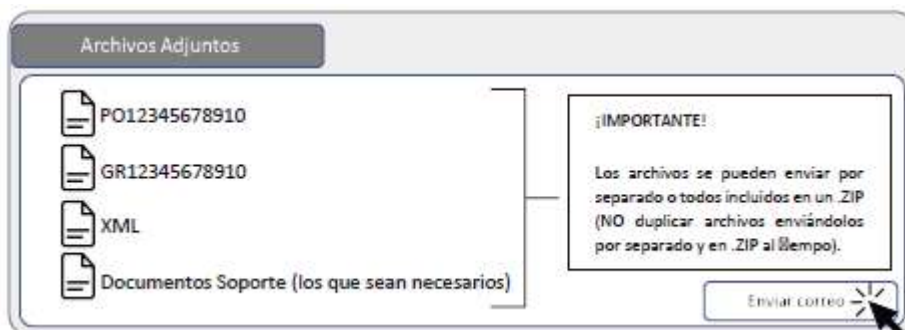 Archivos Adjuntos
PO12345678910
GR12345678910
XML
Documentos Soporte (los que sean necesarios)
¡IMPORTANTE!
Los archivos se pueden enviar por
separado o todos incluidos en un .ZIP
(NO duplicar archivos enviándolos
por separado y en .ZIP al empo).
Enviar correo